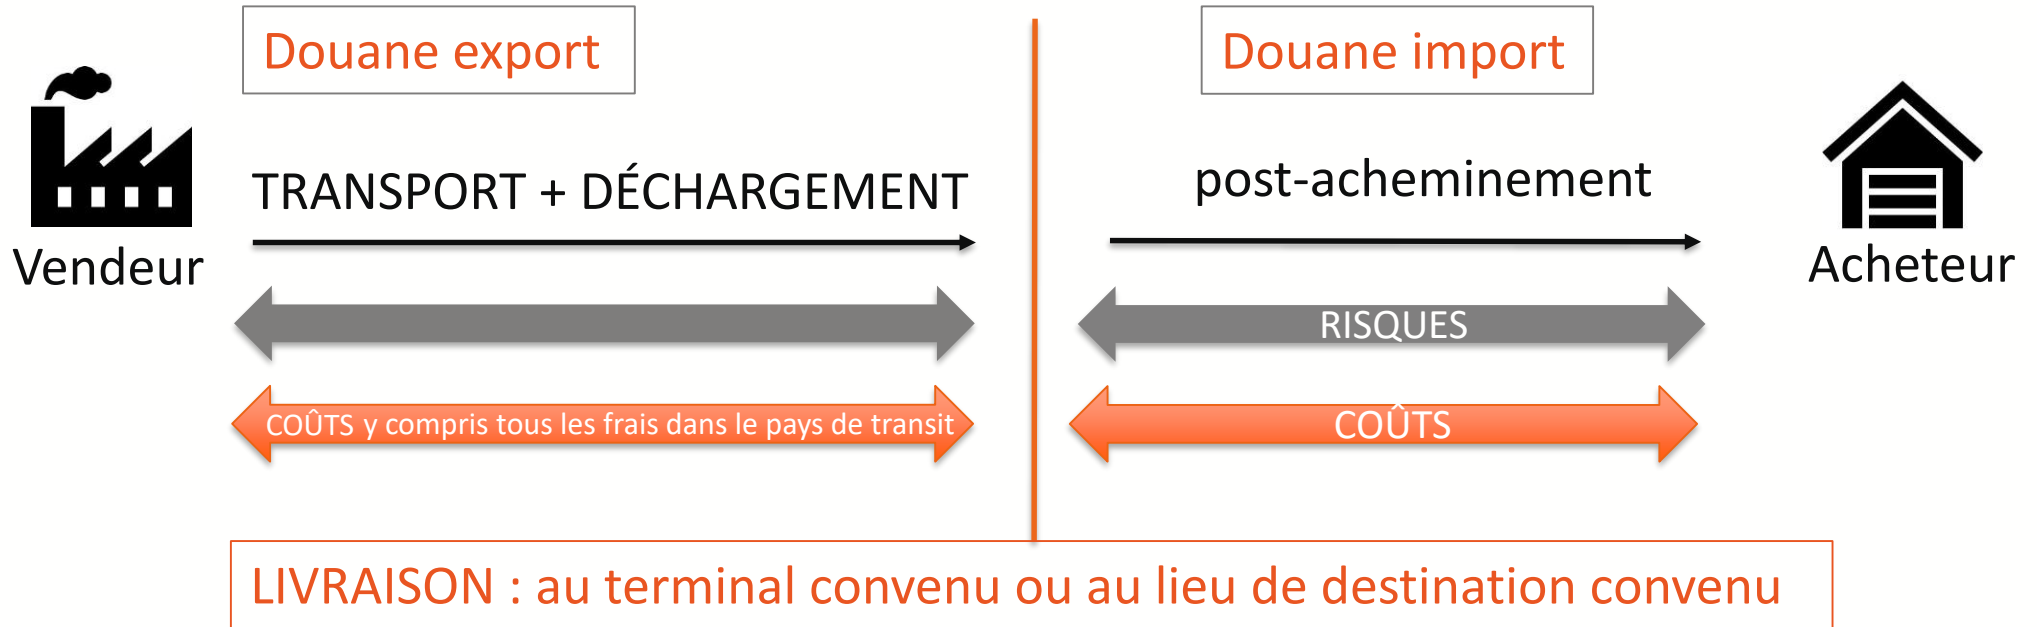 Douane export
Douane import
TRANSPORT + DÉCHARGEMENT
post-acheminement
Vendeur
Acheteur
RISQUES
COÛTS y compris tous les frais dans le pays de transit
COÛTS
LIVRAISON : au terminal convenu ou au lieu de destination convenu